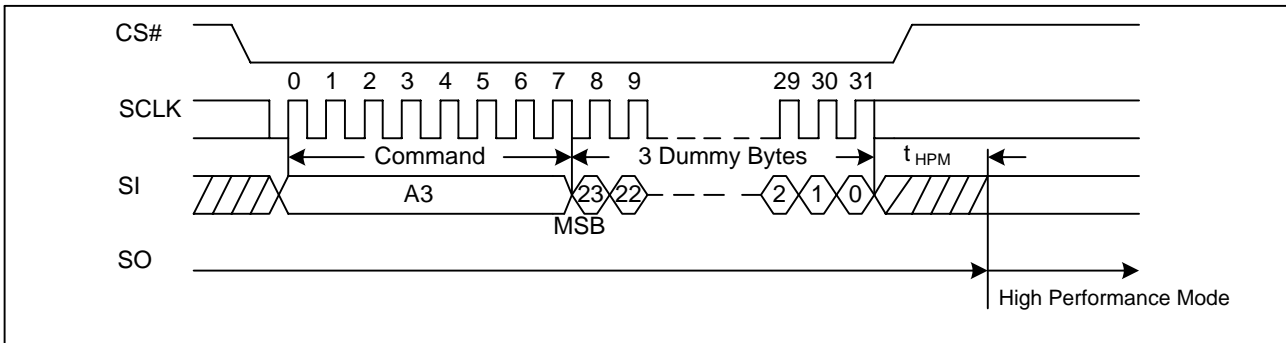 CS#
0 1 2 3 4 5 6 7 8 9 29 30 31
SCLK
Command 3 Dummy Bytes tHPM
SI A3 23 22 2 1 0
MSB
SO
High Performance Mode